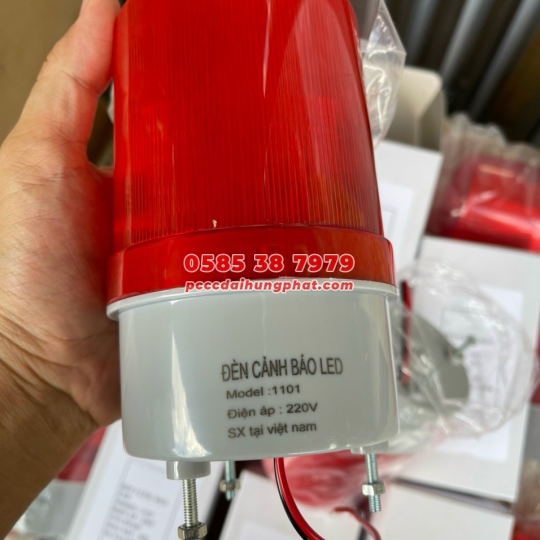 0585 38 7979
pcccdaihungphat.com
ĐÈN CẢNH BÁO LED
Model :1101
Điện áp : 220V
SX tại việt nam